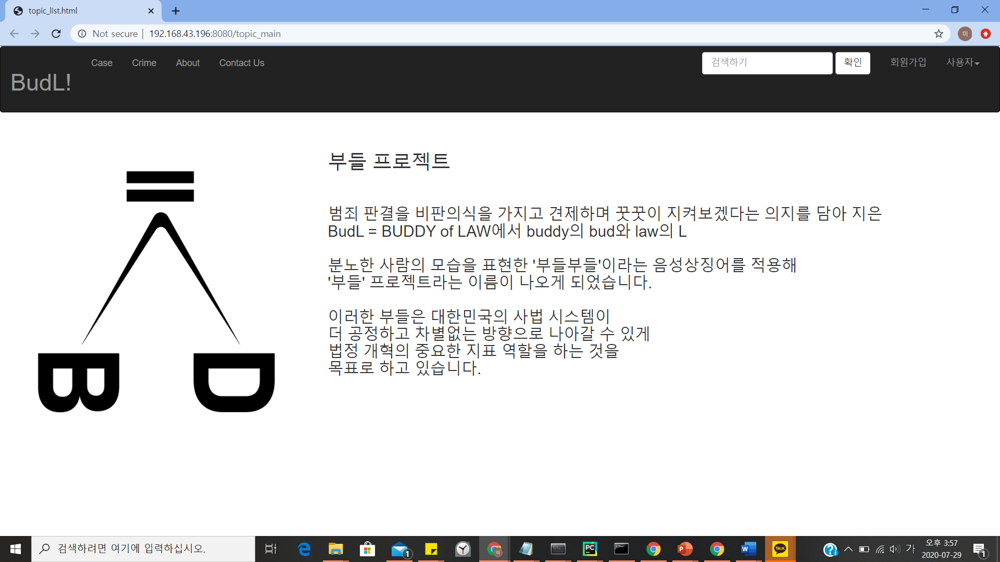 topic_list.html
Not secure
192.168.43.196:8080/topic_main
미
BudL!
Case
Crime
About
Contact Us
검색하기
확인
회원가입
사용자
B D
부들 프로젝트
범죄 판결을 비판의식을 가지고 견제하며 꿋꿋이 지켜보겠다는 의지를 담아 지은
BudL = BUDDY of LAW에서 buddy의 bud와 law의 L
분노한 사람의 모습을 표현한 '부들부들'이라는 음성상징어를 적용해
'부들' 프로젝트라는 이름이 나오게 되었습니다.
이러한 부들은 대한민국의 사법 시스템이
더 공정하고 차별없는 방향으로 나아갈 수 있게
법정 개혁의 중요한 지표 역할을 하는 것을
목표로 하고 있습니다.
검색하려면 여기에 입력하십시오.
1
PC
P
W
TALK
가
오후 3:57
2020-07-29
1